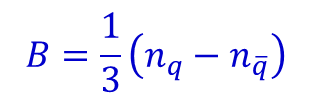 B = 1/3 (n_q − n_q̄)